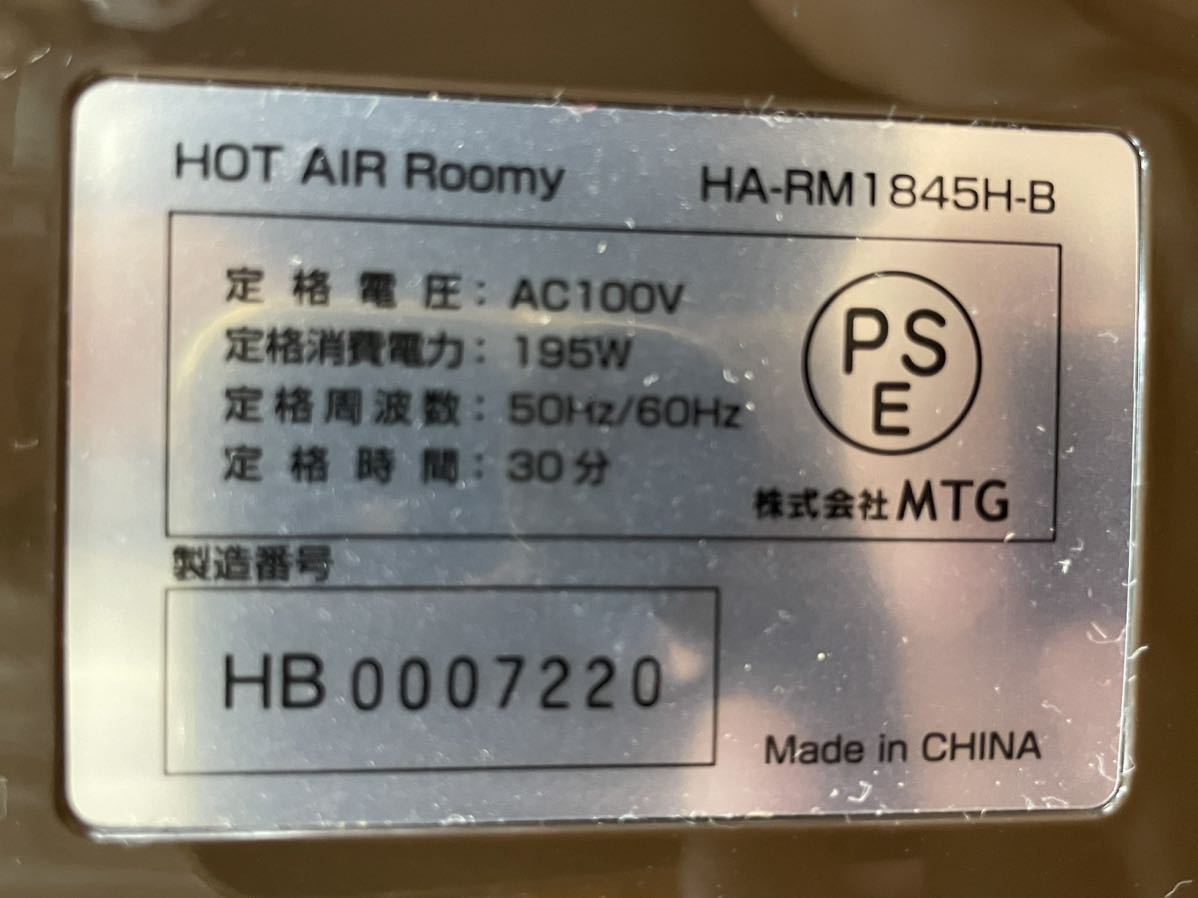 HOT AIR Roomy HA-RM1845H-B
定格電圧: AC100V
定格消費電力: 195W
定格周波数: 50Hz/60Hz
定格時間: 30分
PS
E
株式会社MTG
製造番号
HB 0007220
Made in CHINA